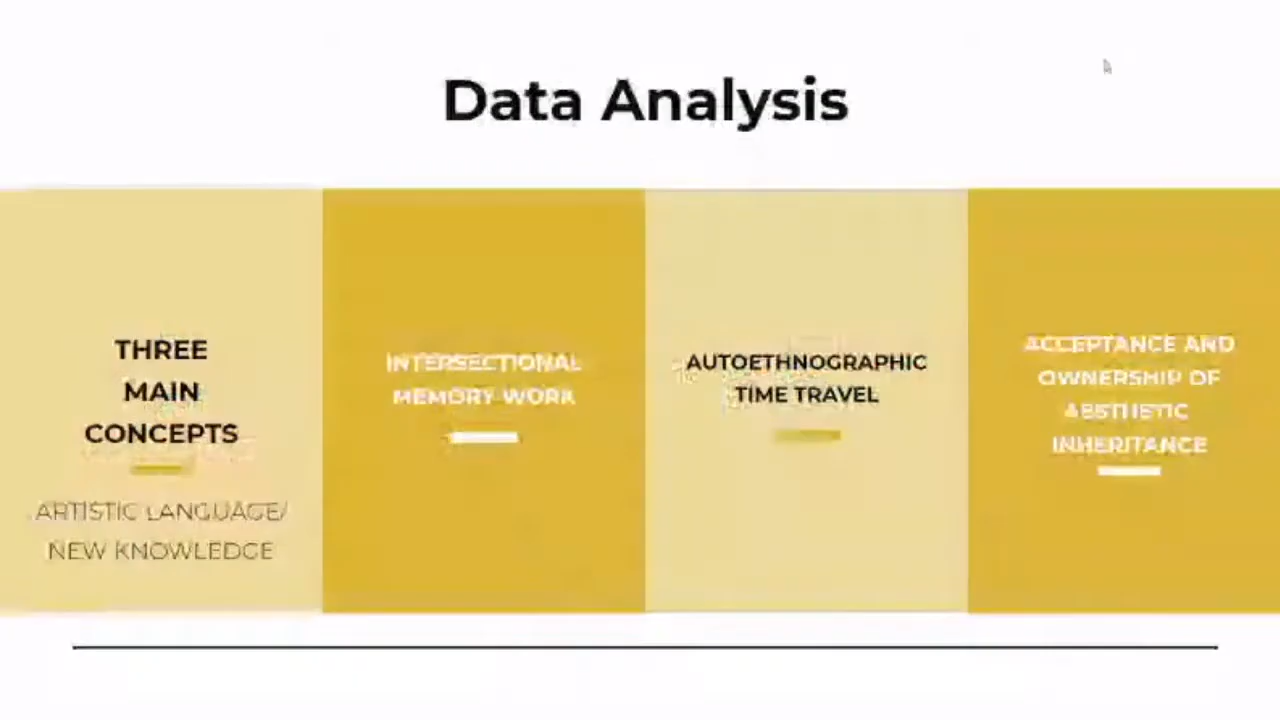 Data Analysis
THREE
MAIN
CONCEPTS
ARTISTIC LANGUAGE/
NEW KNOWLEDGE
INTERSECTIONAL
MEMORY WORK
AUTOETHNOGRAPHIC
TIME TRAVEL
ACCEPTANCE AND
OWNERSHIP OF
AESTHETIC
INHERITANCE